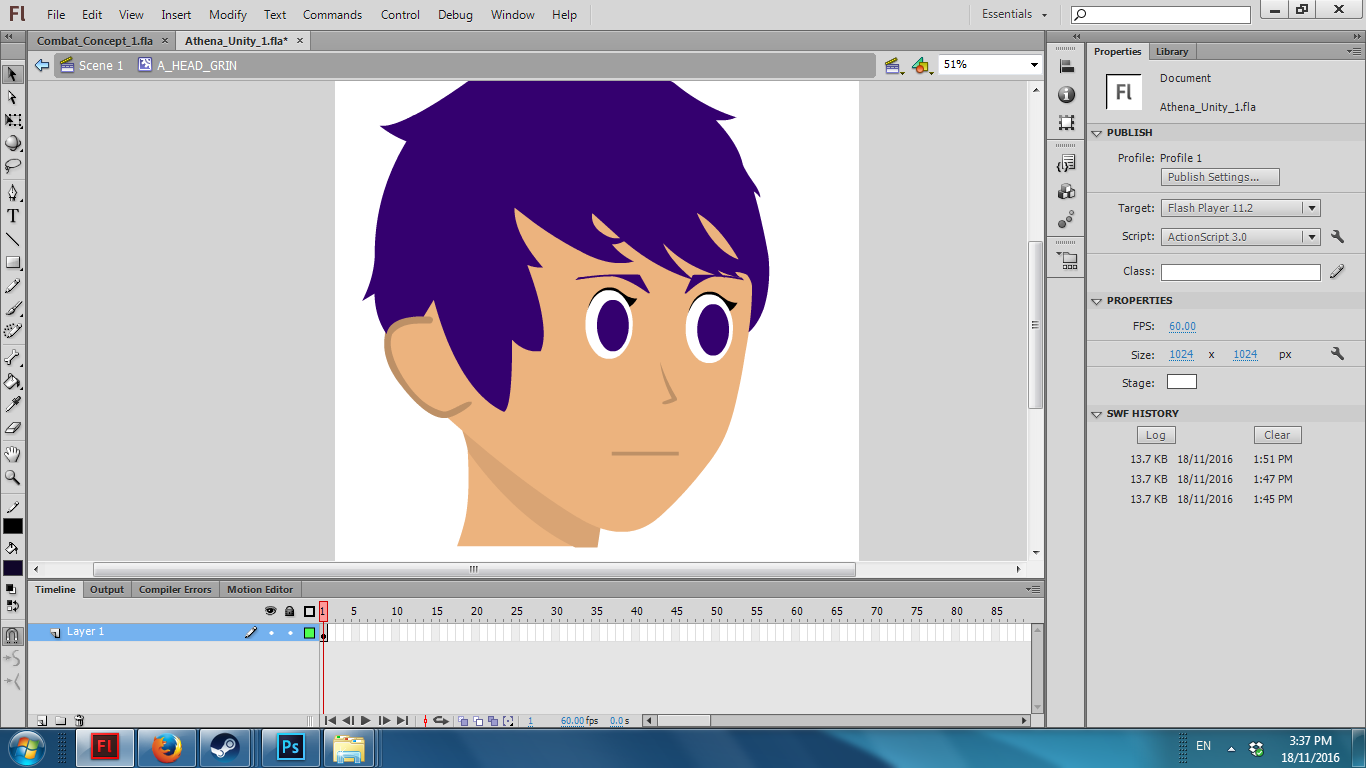 Fl File Edit View Insert Modify Text Commands Control Debug Window Help Essentials
Combat_Concept_1.fla × Athena_Unity_1.fla* ×
Scene 1 A_HEAD_GRIN 51%
Properties Library
Fl
Document
Athena_Unity_1.fla
PUBLISH
Profile: Profile 1
Publish Settings...
Target: Flash Player 11.2
Script: ActionScript 3.0
Class:
PROPERTIES
FPS: 60.00
Size: 1024 x 1024 px
Stage:
SWF HISTORY
Log Clear
13.7 KB 18/11/2016 1:51 PM
13.7 KB 18/11/2016 1:47 PM
13.7 KB 18/11/2016 1:45 PM
T
Timeline Output Compiler Errors Motion Editor
1 5 10 15 20 25 30 35 40 45 50 55 60 65 70 75 80 85
Layer 1
1 60.00 fps 0.0 s
Fl Ps EN 3:37 PM
18/11/2016